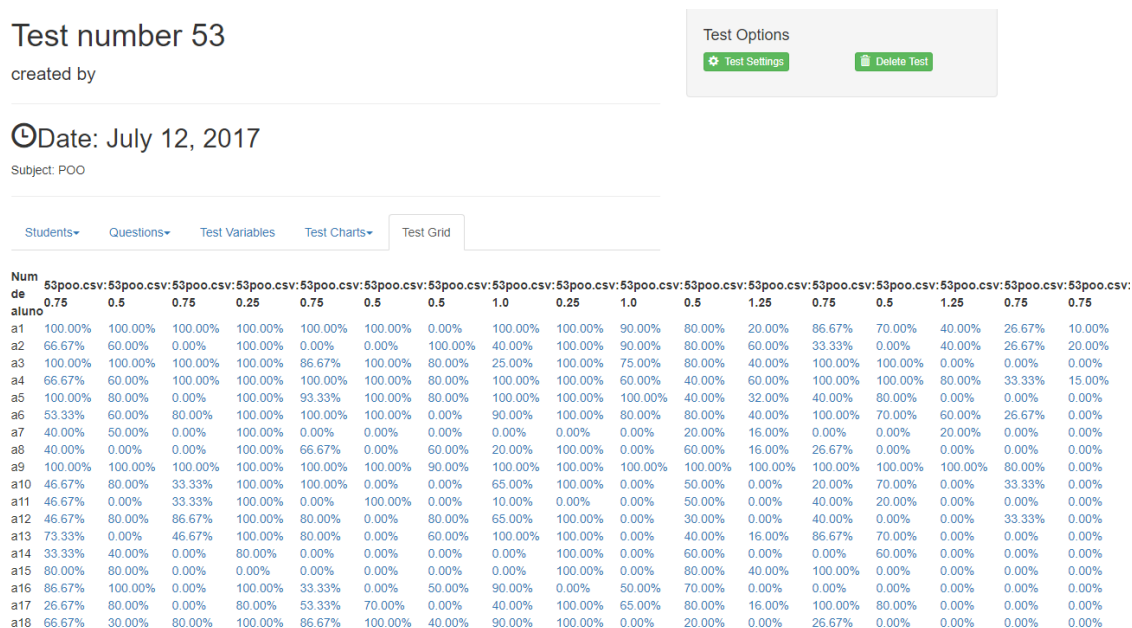 Test number 53
created by
Test Options
Test Settings Delete Test
Date: July 12, 2017
Subject: POO
Students Questions Test Variables Test Charts Test Grid
Num de aluno 53poo.csv: 0.75 53poo.csv: 0.5 53poo.csv: 0.75 53poo.csv: 0.25 53poo.csv: 0.75 53poo.csv: 0.5 53poo.csv: 0.5 53poo.csv: 1.0 53poo.csv: 0.25 53poo.csv: 1.0 53poo.csv: 0.5 53poo.csv: 1.25 53poo.csv: 0.75 53poo.csv: 0.5 53poo.csv: 1.25 53poo.csv: 0.75 53poo.csv: 0.75
a1 100.00% 100.00% 100.00% 100.00% 100.00% 100.00% 0.00% 100.00% 100.00% 90.00% 80.00% 20.00% 86.67% 70.00% 40.00% 26.67% 10.00%
a2 66.67% 60.00% 0.00% 100.00% 0.00% 0.00% 100.00% 40.00% 100.00% 90.00% 80.00% 60.00% 33.33% 0.00% 40.00% 26.67% 20.00%
a3 100.00% 100.00% 100.00% 100.00% 86.67% 100.00% 80.00% 25.00% 100.00% 75.00% 80.00% 40.00% 100.00% 100.00% 0.00% 0.00% 0.00%
a4 66.67% 60.00% 100.00% 100.00% 100.00% 100.00% 80.00% 100.00% 100.00% 60.00% 40.00% 60.00% 100.00% 100.00% 80.00% 33.33% 15.00%
a5 100.00% 80.00% 0.00% 100.00% 93.33% 100.00% 80.00% 100.00% 100.00% 100.00% 40.00% 32.00% 40.00% 80.00% 0.00% 0.00% 0.00%
a6 53.33% 60.00% 80.00% 100.00% 100.00% 100.00% 0.00% 90.00% 100.00% 80.00% 80.00% 40.00% 100.00% 70.00% 60.00% 26.67% 0.00%
a7 40.00% 50.00% 0.00% 100.00% 0.00% 0.00% 0.00% 0.00% 0.00% 0.00% 20.00% 16.00% 0.00% 0.00% 20.00% 0.00% 0.00%
a8 40.00% 0.00% 0.00% 100.00% 66.67% 0.00% 60.00% 20.00% 100.00% 0.00% 60.00% 16.00% 26.67% 0.00% 0.00% 0.00% 0.00%
a9 100.00% 100.00% 100.00% 100.00% 100.00% 100.00% 90.00% 100.00% 100.00% 100.00% 100.00% 100.00% 100.00% 100.00% 100.00% 80.00% 0.00%
a10 46.67% 80.00% 33.33% 100.00% 100.00% 0.00% 0.00% 65.00% 100.00% 0.00% 50.00% 0.00% 20.00% 70.00% 0.00% 33.33% 0.00%
a11 46.67% 0.00% 33.33% 100.00% 0.00% 100.00% 0.00% 10.00% 0.00% 0.00% 50.00% 0.00% 40.00% 20.00% 0.00% 0.00% 0.00%
a12 46.67% 80.00% 86.67% 100.00% 80.00% 0.00% 80.00% 65.00% 100.00% 0.00% 30.00% 0.00% 40.00% 0.00% 0.00% 33.33% 0.00%
a13 73.33% 0.00% 46.67% 100.00% 80.00% 0.00% 60.00% 100.00% 100.00% 0.00% 40.00% 16.00% 86.67% 70.00% 0.00% 0.00% 0.00%
a14 33.33% 40.00% 0.00% 80.00% 0.00% 0.00% 0.00% 0.00% 100.00% 0.00% 60.00% 0.00% 0.00% 60.00% 0.00% 0.00% 0.00%
a15 80.00% 80.00% 0.00% 0.00% 0.00% 0.00% 0.00% 0.00% 100.00% 0.00% 80.00% 40.00% 100.00% 0.00% 0.00% 0.00% 0.00%
a16 86.67% 100.00% 0.00% 100.00% 33.33% 0.00% 50.00% 90.00% 0.00% 50.00% 70.00% 0.00% 0.00% 0.00% 0.00% 0.00% 0.00%
a17 26.67% 80.00% 0.00% 80.00% 53.33% 70.00% 0.00% 40.00% 100.00% 65.00% 80.00% 16.00% 100.00% 80.00% 0.00% 0.00% 0.00%
a18 66.67% 30.00% 80.00% 100.00% 86.67% 100.00% 40.00% 90.00% 100.00% 0.00% 20.00% 0.00% 26.67% 0.00% 0.00% 0.00% 0.00%